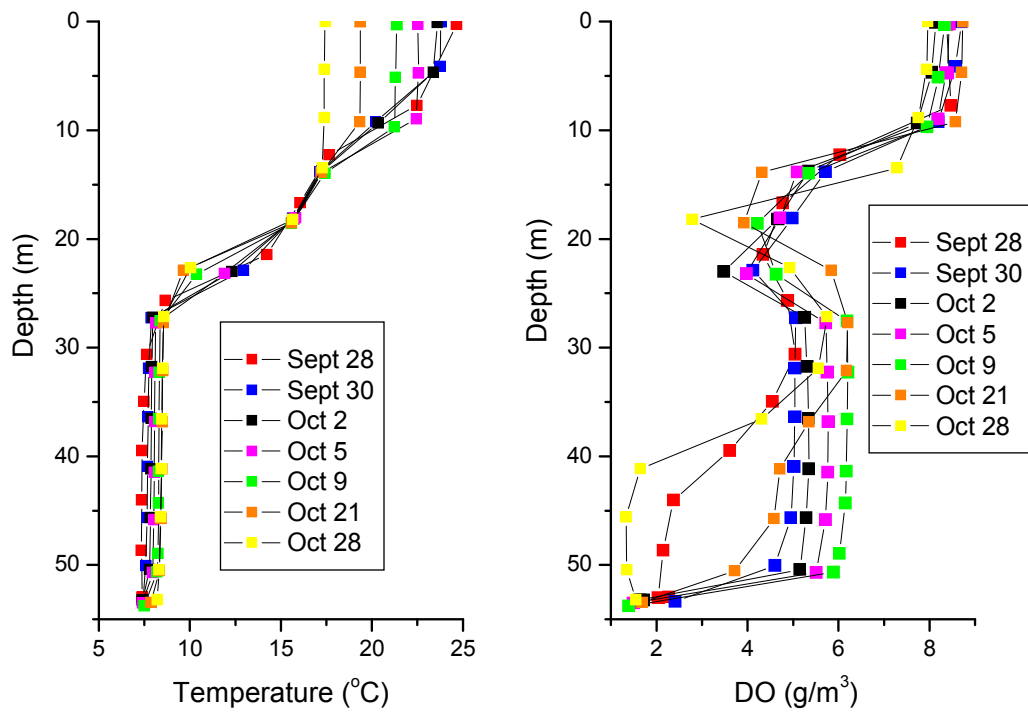 0
10
20
30
40
50
Depth (m)
5
10
15
20
25
Temperature (°C)
Sept 28
Sept 30
Oct 2
Oct 5
Oct 9
Oct 21
Oct 28
0
10
20
30
40
50
Depth (m)
2
4
6
8
DO (g/m³)
Sept 28
Sept 30
Oct 2
Oct 5
Oct 9
Oct 21
Oct 28